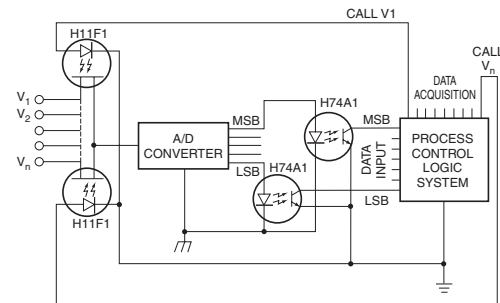 CALL V1
H11F1
CALL
Vn
DATA
ACQUISITION
V1
V2
Vn
MSB
A/D
CONVERTER
LSB
H74A1
H74A1
MSB
DATA
INPUT
LSB
PROCESS
CONTROL
LOGIC
SYSTEM
H11F1